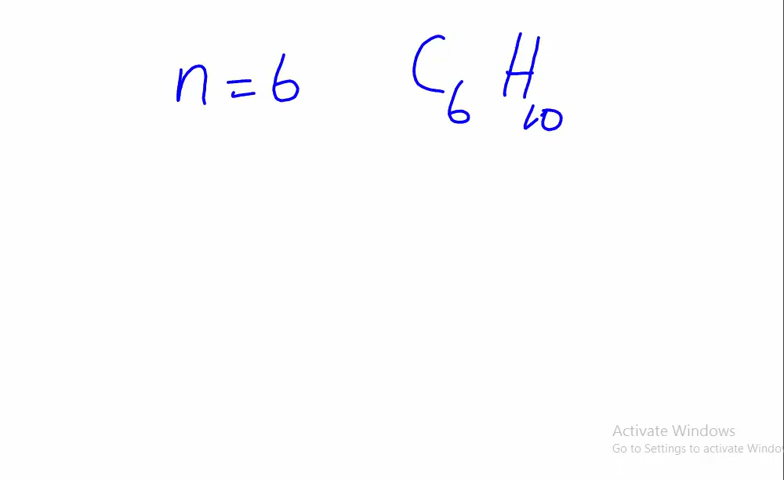 n = 6 C₆ H₁₀
Activate Windows
Go to Settings to activate Windo